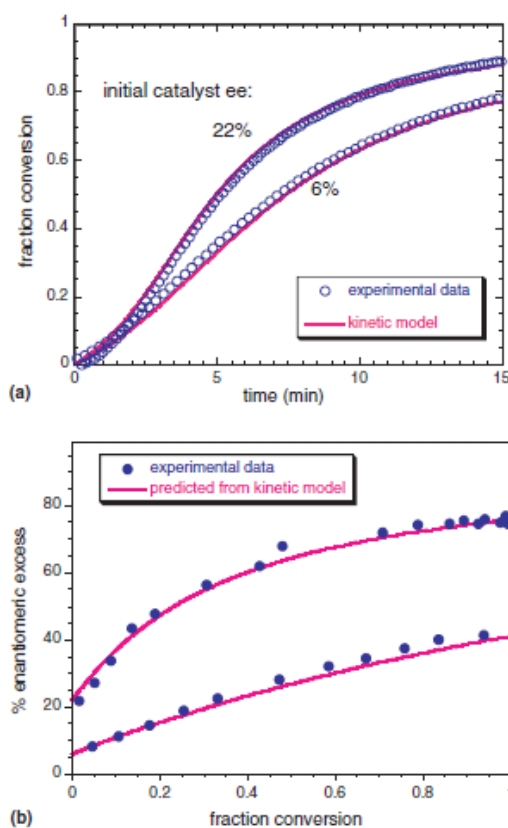 1
0.8
0.6
0.4
0.2
0
fraction conversion
initial catalyst ee:
22%
6%
experimental data
kinetic model
0 5 10 15
time (min)
(a)
80
60
40
20
0
% enantiomeric excess
experimental data
predicted from kinetic model
0 0.2 0.4 0.6 0.8 1
fraction conversion
(b)